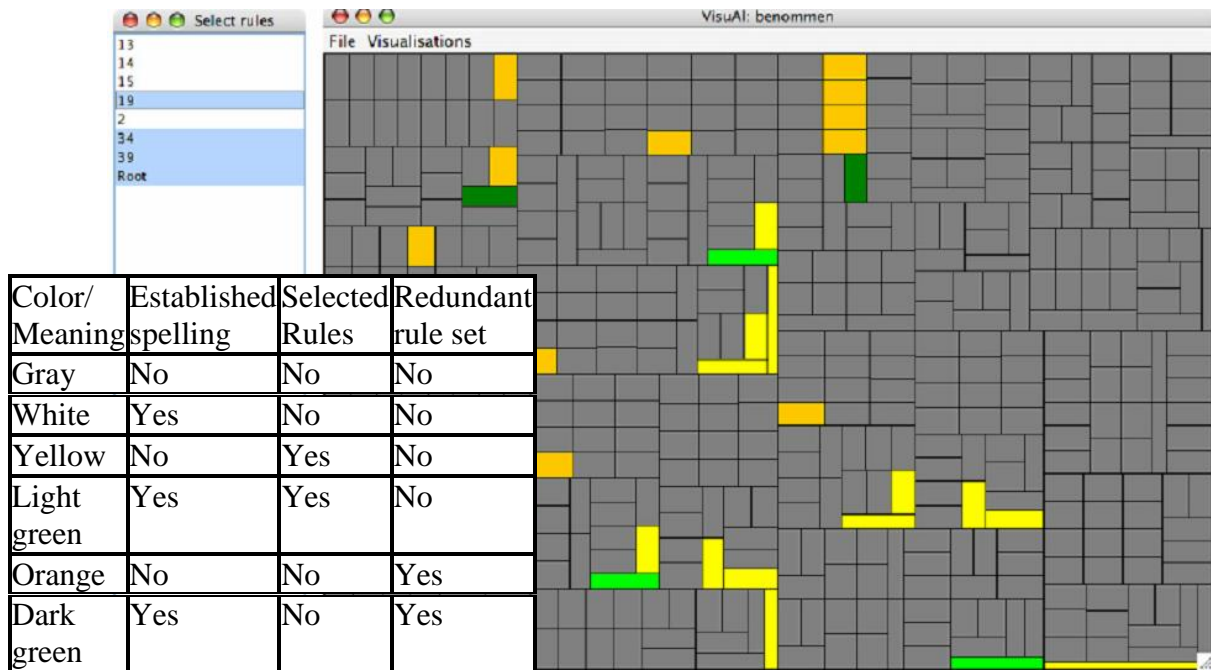 Select rules
13
14
15
19
2
34
39
Root
VisuAl: benommen
File Visualisations
Color/ Meaning Established spelling Selected Rules Redundant rule set
Gray No No No
White Yes No No
Yellow No Yes No
Light green Yes Yes No
Orange No No Yes
Dark green Yes No Yes